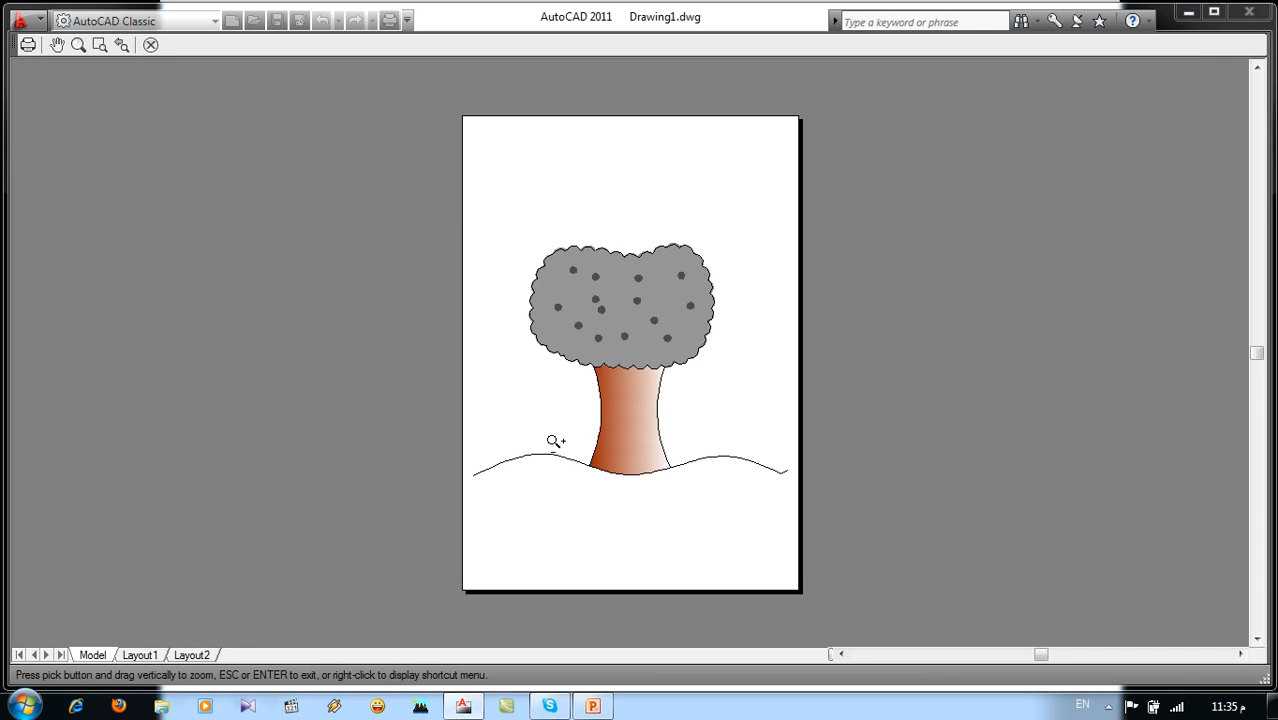 AutoCAD Classic
AutoCAD 2011 Drawing1.dwg
Type a keyword or phrase
Model
Layout1
Layout2
Press pick button and drag vertically to zoom, ESC or ENTER to exit, or right-click to display shortcut menu.
EN
11:35 م